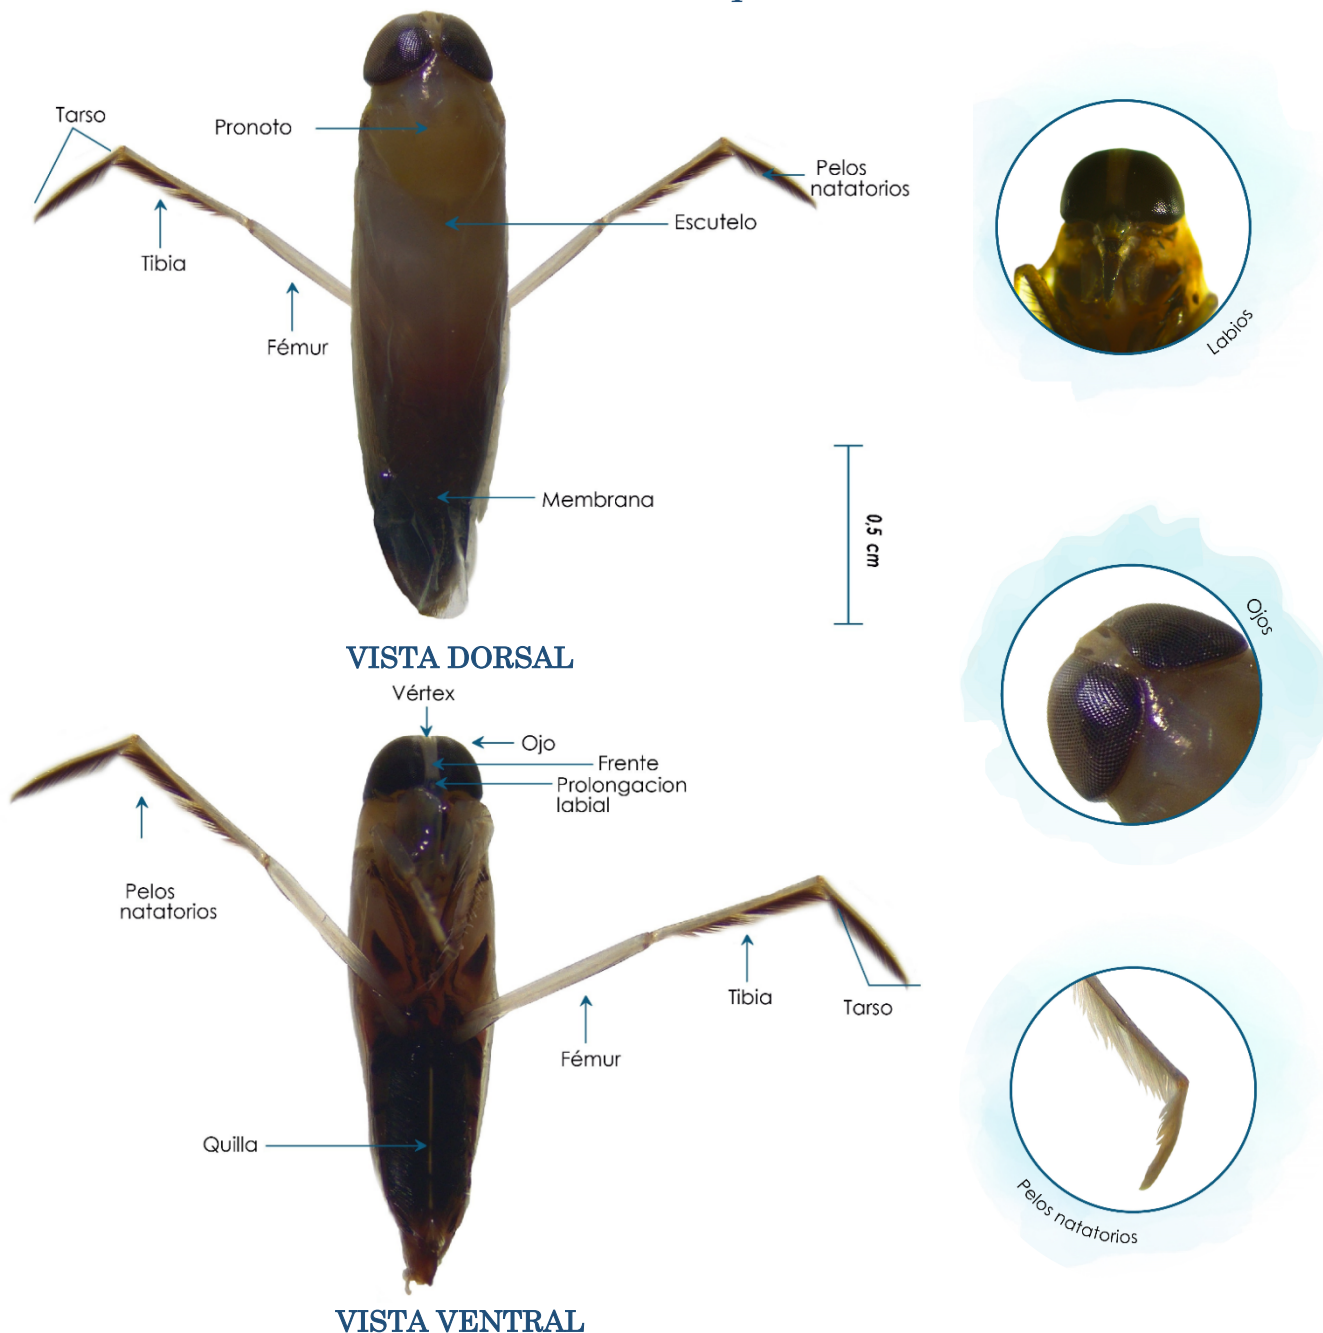 Tarso
Pronoto
Pelos
natatorios
Escutelo
Tibia
Fémur
Membrana
0,5 cm
Labios
VISTA DORSAL
Ojos
Vértex
Ojo
Frente
Prolongacion
labial
Pelos
natatorios
Tibia
Tarso
Fémur
Quilla
Pelos natatorios
VISTA VENTRAL